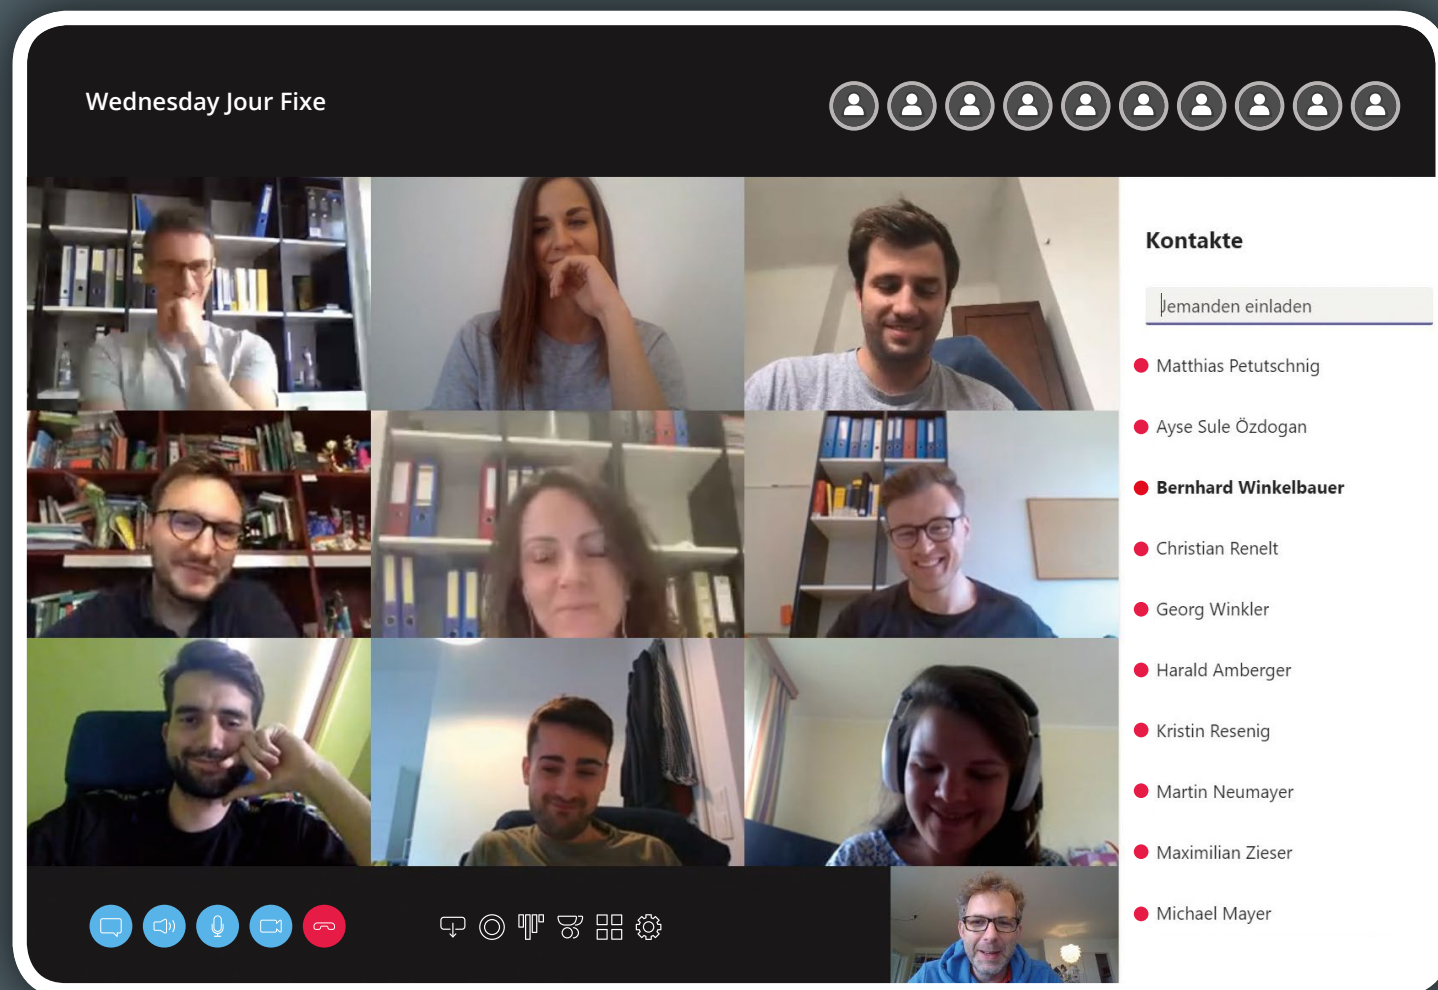 Wednesday Jour Fixe
Kontakte
Jemanden einladen
Matthias Petutschnig
Ayse Sule Özdogan
Bernhard Winkelbauer
Christian Renelt
Georg Winkler
Harald Amberger
Kristin Resenig
Martin Neumayer
Maximilian Zieser
Michael Mayer